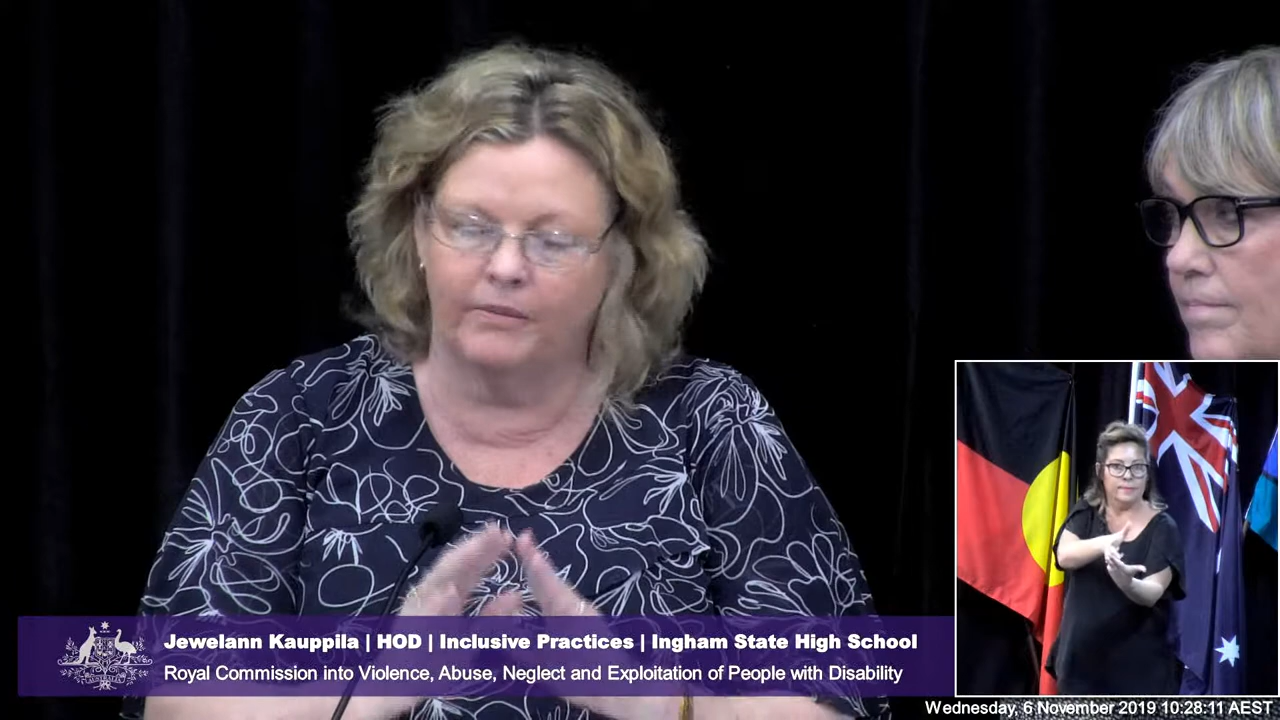 Jewelann Kauppila | HOD | Inclusive Practices | Ingham State High School
Royal Commission into Violence, Abuse, Neglect and Exploitation of People with Disability
Wednesday, 6 November 2019 10:28:11 AEST